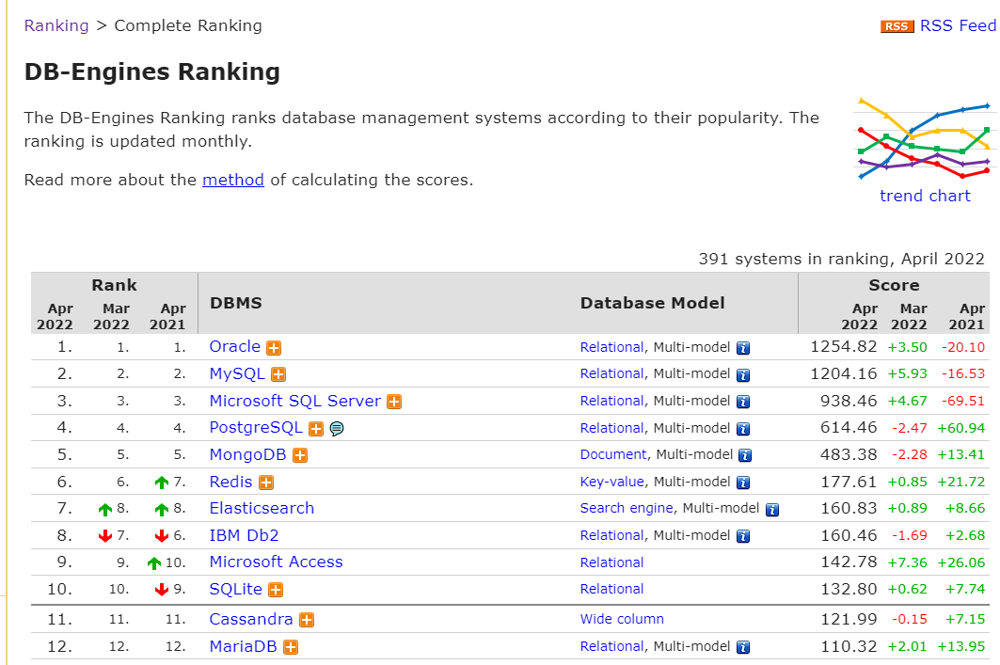 Ranking > Complete Ranking
RSS RSS Feed
DB-Engines Ranking
The DB-Engines Ranking ranks database management systems according to their popularity. The
ranking is updated monthly.
Read more about the method of calculating the scores.
trend chart
391 systems in ranking, April 2022
Rank DBMS Database Model Score
Apr 2022 Mar 2022 Apr 2021 Apr 2022 Mar 2022 Apr 2021
1. 1. 1. Oracle Relational, Multi-model 1254.82 +3.50 -20.10
2. 2. 2. MySQL Relational, Multi-model 1204.16 +5.93 -16.53
3. 3. 3. Microsoft SQL Server Relational, Multi-model 938.46 +4.67 -69.51
4. 4. 4. PostgreSQL Relational, Multi-model 614.46 -2.47 +60.94
5. 5. 5. MongoDB Document, Multi-model 483.38 -2.28 +13.41
6. 6. 7. Redis Key-value, Multi-model 177.61 +0.85 +21.72
7. 8. 8. Elasticsearch Search engine, Multi-model 160.83 +0.89 +8.66
8. 7. 6. IBM Db2 Relational, Multi-model 160.46 -1.69 +2.68
9. 9. 10. Microsoft Access Relational 142.78 +7.36 +26.06
10. 10. 9. SQLite Relational 132.80 +0.62 +7.74
11. 11. 11. Cassandra Wide column 121.99 -0.15 +7.15
12. 12. 12. MariaDB Relational, Multi-model 110.32 +2.01 +13.95